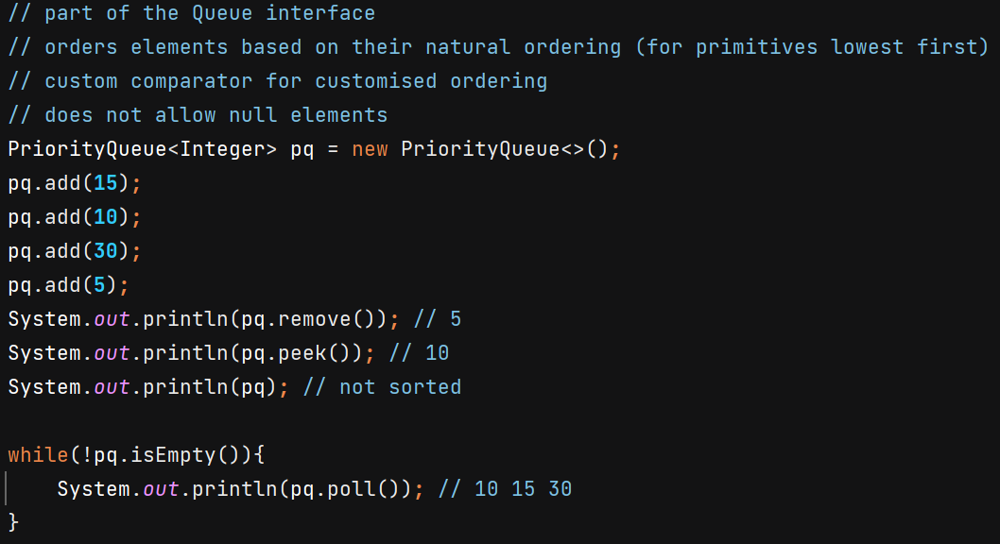 // part of the Queue interface
// orders elements based on their natural ordering (for primitives lowest first)
// custom comparator for customised ordering
// does not allow null elements
PriorityQueue<Integer> pq = new PriorityQueue<>();
pq.add(15);
pq.add(10);
pq.add(30);
pq.add(5);
System.out.println(pq.remove()); // 5
System.out.println(pq.peek()); // 10
System.out.println(pq); // not sorted
while(!pq.isEmpty()){
    System.out.println(pq.poll()); // 10 15 30
}